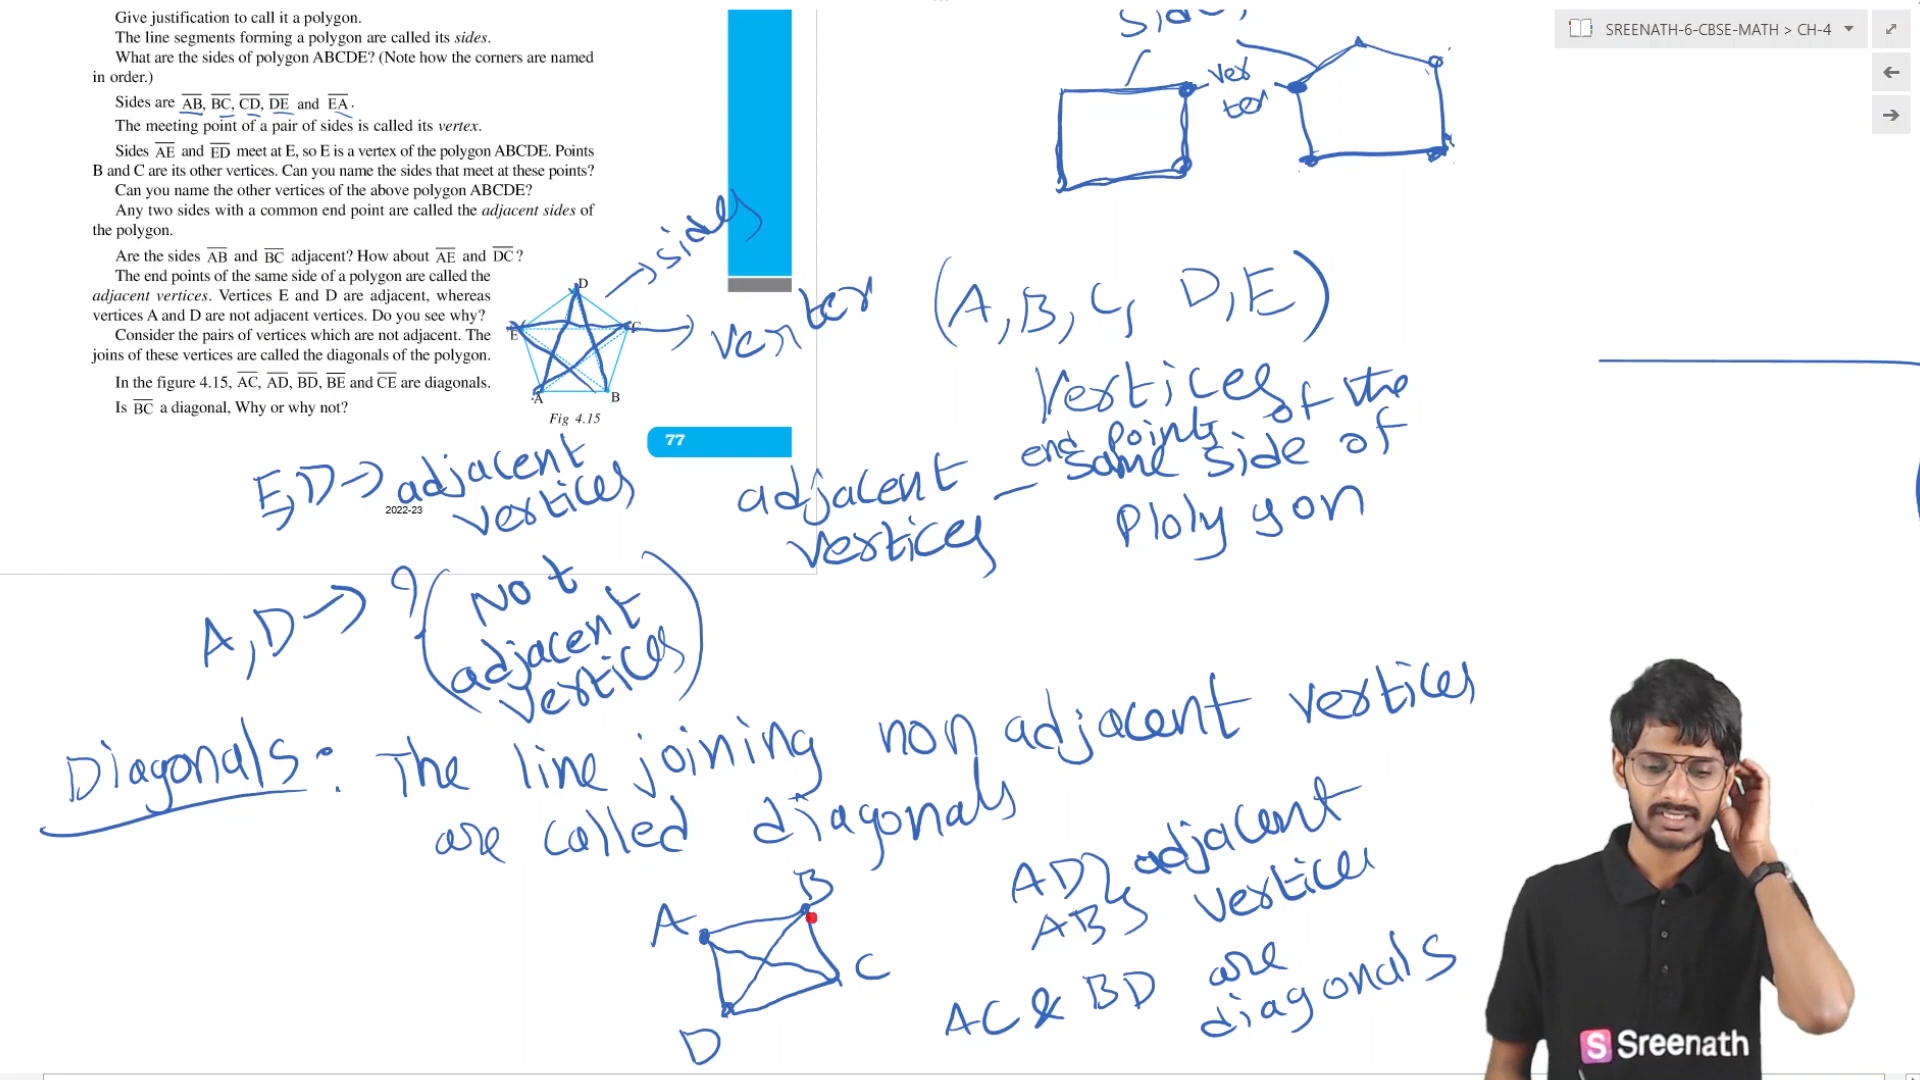 Give justification to call it a polygon.
The line segments forming a polygon are called its sides.
What are the sides of polygon ABCDE? (Note how the corners are named
in order.)
Sides are AB, BC, CD, DE and EA.
The meeting point of a pair of sides is called its vertex.
Sides AE and ED meet at E, so E is a vertex of the polygon ABCDE. Points
B and C are its other vertices. Can you name the sides that meet at these points?
Can you name the other vertices of the above polygon ABCDE?
Any two sides with a common end point are called the adjacent sides of
the polygon.
Are the sides AB and BC adjacent? How about AE and DC?
The end points of the same side of a polygon are called the
adjacent vertices. Vertices E and D are adjacent, whereas
vertices A and D are not adjacent vertices. Do you see why?
Consider the pairs of vertices which are not adjacent. The
joins of these vertices are called the diagonals of the polygon.
In the figure 4.15, AC, AD, BD, BE and CE are diagonals.
Is BC a diagonal, Why or why not?
D
E
C
A
B
Fig 4.15
77
2022-23
SREENATH-6-CBSE-MATH > CH-4
ver
tex
sides
vertex
(A, B, C, D, E)
vertices
adjacent
vertices
end points of the
same side of
Plolygon
E, D → adjacent
vertices
A, D → ? (Not
adjacent
vertices)
Diagonals: The line joining non adjacent vertices
are called diagonals
A
B
C
D
AD } adjacent
AB } vertices
AC & BD are
diagonals
S Sreenath